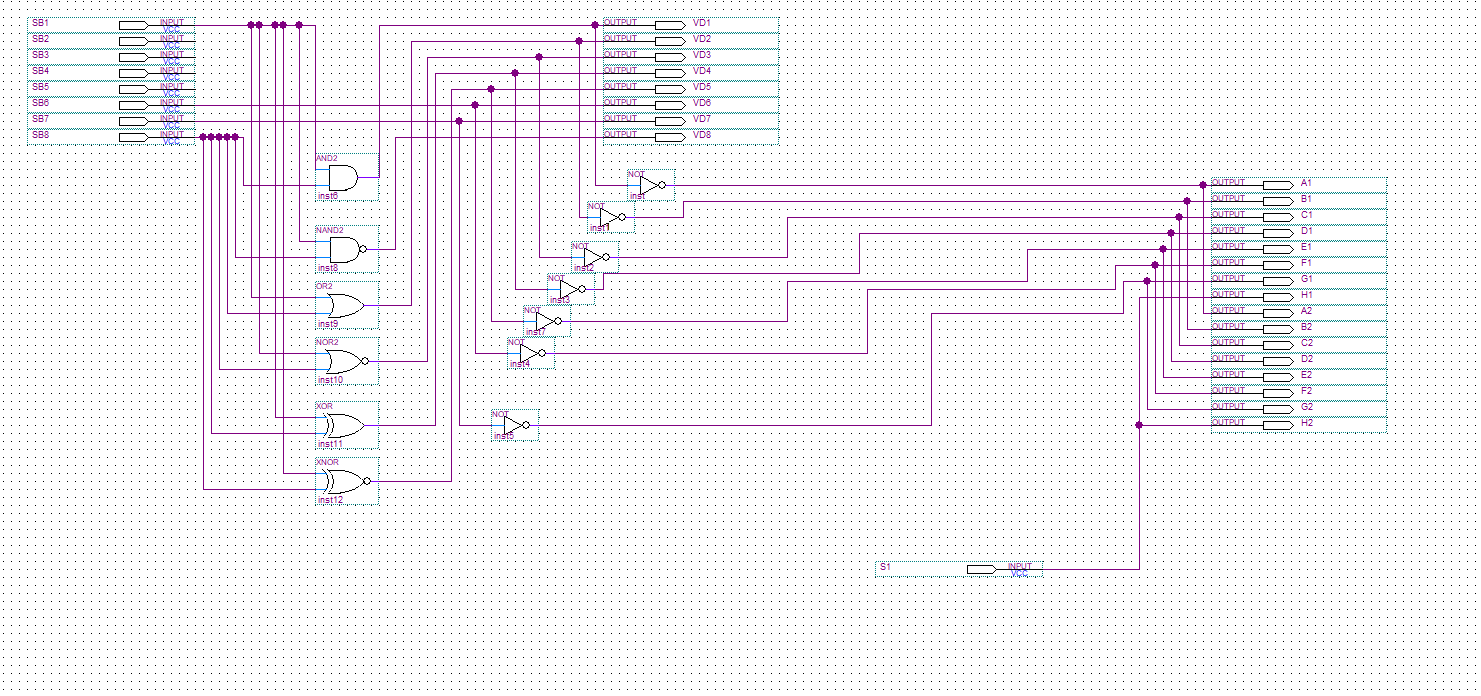 SB1 INPUT VCC OUTPUT VD1
SB2 INPUT VCC OUTPUT VD2
SB3 INPUT VCC OUTPUT VD3
SB4 INPUT VCC OUTPUT VD4
SB5 INPUT VCC OUTPUT VD5
SB6 INPUT VCC OUTPUT VD6
SB7 INPUT VCC OUTPUT VD7
SB8 INPUT VCC OUTPUT VD8
AND2
inst6
NAND2
inst8
OR2
inst9
NOR2
inst10
XOR
inst11
XNOR
inst12
NOT
inst
NOT
inst1
NOT
inst2
NOT
inst3
NOT
inst7
NOT
inst4
NOT
inst5
OUTPUT A1
OUTPUT B1
OUTPUT C1
OUTPUT D1
OUTPUT E1
OUTPUT F1
OUTPUT G1
OUTPUT H1
OUTPUT A2
OUTPUT B2
OUTPUT C2
OUTPUT D2
OUTPUT E2
OUTPUT F2
OUTPUT G2
OUTPUT H2
S1 INPUT VCC